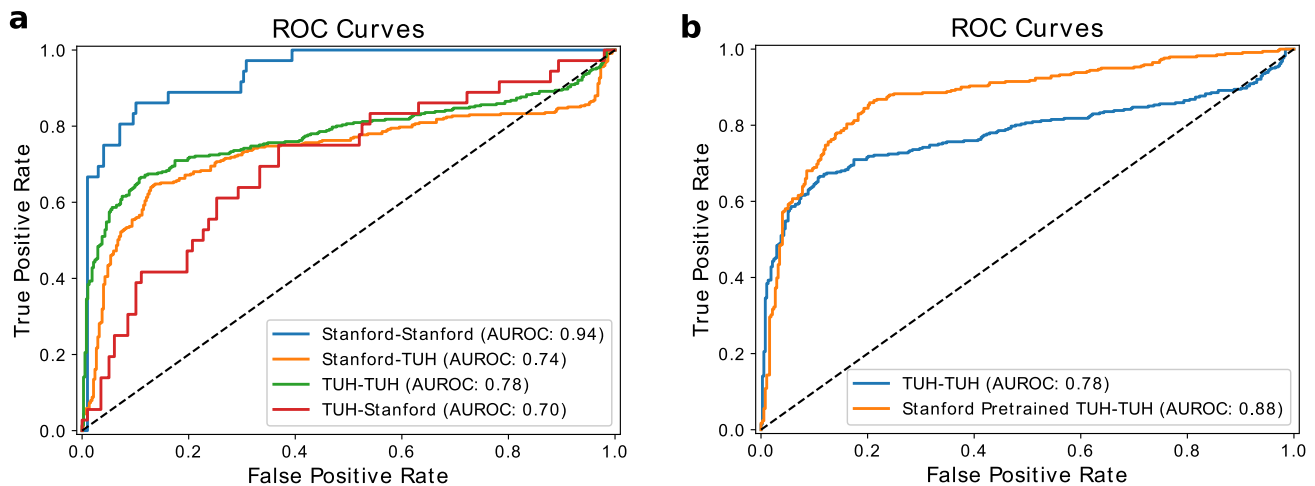 a
ROC Curves
True Positive Rate
1.0
0.8
0.6
0.4
0.2
0.0
0.0 0.2 0.4 0.6 0.8 1.0
False Positive Rate
Stanford-Stanford (AUROC: 0.94)
Stanford-TUH (AUROC: 0.74)
TUH-TUH (AUROC: 0.78)
TUH-Stanford (AUROC: 0.70)
b
ROC Curves
True Positive Rate
1.0
0.8
0.6
0.4
0.2
0.0
0.0 0.2 0.4 0.6 0.8 1.0
False Positive Rate
TUH-TUH (AUROC: 0.78)
Stanford Pretrained TUH-TUH (AUROC: 0.88)